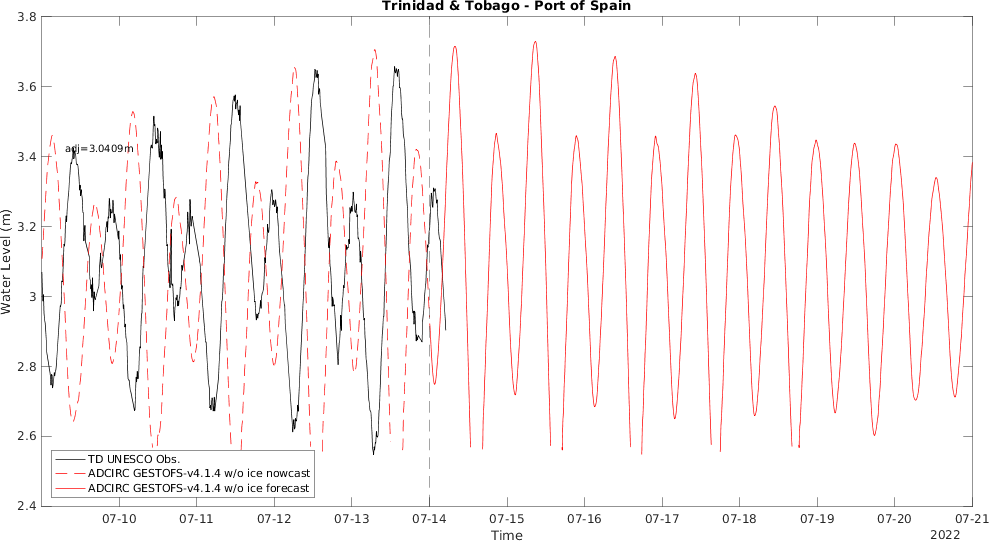 Trinidad & Tobago - Port of Spain
3.8
3.6
3.4
3.2
3
2.8
2.6
2.4
Water Level (m)
adj=3.0409m
TD UNESCO Obs.
ADCIRC GESTOFS-v4.1.4 w/o ice nowcast
ADCIRC GESTOFS-v4.1.4 w/o ice forecast
07-10 07-11 07-12 07-13 07-14 07-15 07-16 07-17 07-18 07-19 07-20 07-21
Time
2022